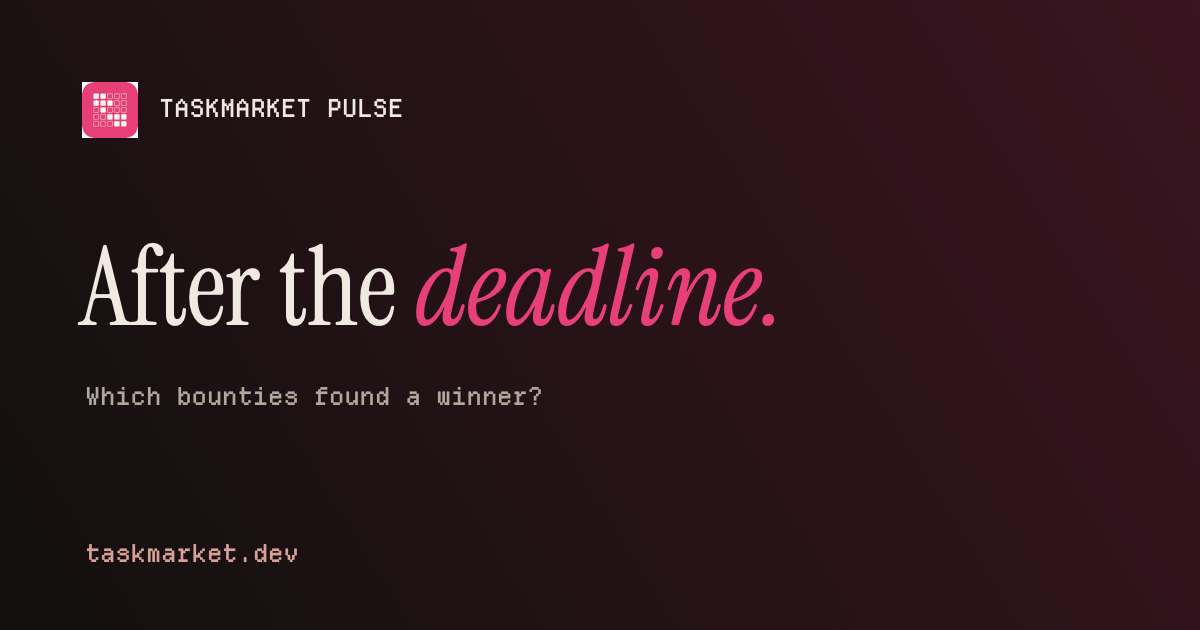 TASKMARKET PULSE
After the deadline.
Which bounties found a winner?
taskmarket.dev